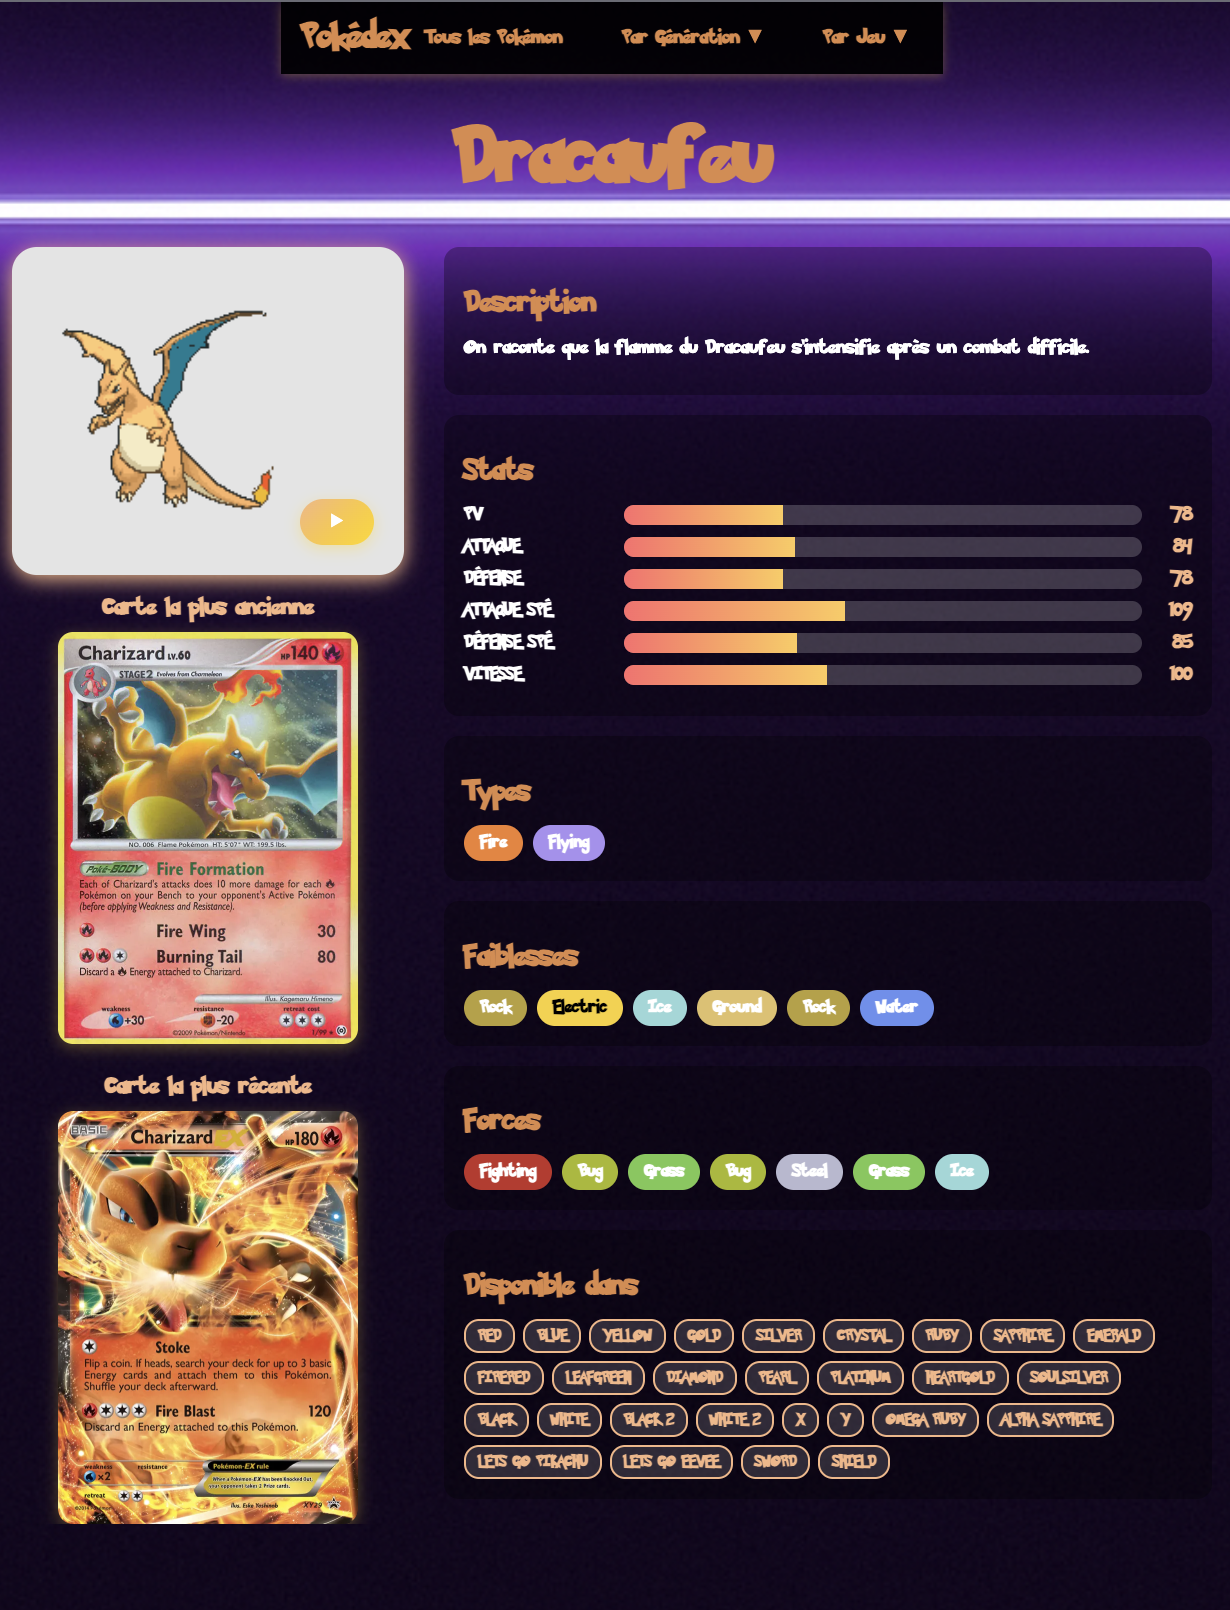 Pokédex Tous les Pokémon Par Génération ▼ Par Jeu ▼
Dracaufeu
Carte la plus ancienne
Charizard LV.60 HP 140
STAGE2 Evolves from Charmeleon
NO. 006 Flame Pokémon HT: 5'07" WT: 199.5 lbs.
Poké-BODY Fire Formation
Each of Charizard's attacks does 10 more damage for each
Pokémon on your Bench to your opponent's Active Pokémon
(before applying Weakness and Resistance).
Fire Wing 30
Burning Tail 80
Discard a Energy attached to Charizard.
Illus. Kagemaru Himeno
weakness resistance retreat cost
+30 -20
©2009 Pokémon/Nintendo 1/99
Carte la plus récente
BASIC Charizard EX HP 180
Stoke
Flip a coin. If heads, search your deck for up to 3 basic
Energy cards and attach them to this Pokémon.
Shuffle your deck afterward.
Fire Blast 120
Discard an Energy attached to this Pokémon.
weakness resistance
×2
Pokémon-EX rule
When a Pokémon-EX has been Knocked Out,
your opponent takes 2 Prize cards.
retreat
Illus. Eske Yoshinob XY29
Description
On raconte que la flamme du Dracaufeu s'intensifie après un combat difficile.
Stats
PV 78
ATTAQUE 84
DÉFENSE 78
ATTAQUE SPÉ 109
DÉFENSE SPÉ 85
VITESSE 100
Types
Fire Flying
Faiblesses
Rock Electric Ice Ground Rock Water
Forces
Fighting Bug Grass Bug Steel Grass Ice
Disponible dans
RED BLUE YELLOW GOLD SILVER CRYSTAL RUBY SAPPHIRE EMERALD
FIRERED LEAFGREEN DIAMOND PEARL PLATINUM HEARTGOLD SOULSILVER
BLACK WHITE BLACK 2 WHITE 2 X Y OMEGA RUBY ALPHA SAPPHIRE
LETS GO PIKACHU LETS GO EEVEE SWORD SHIELD